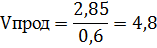 Vпрод = 2,85 / 0,6 = 4,8